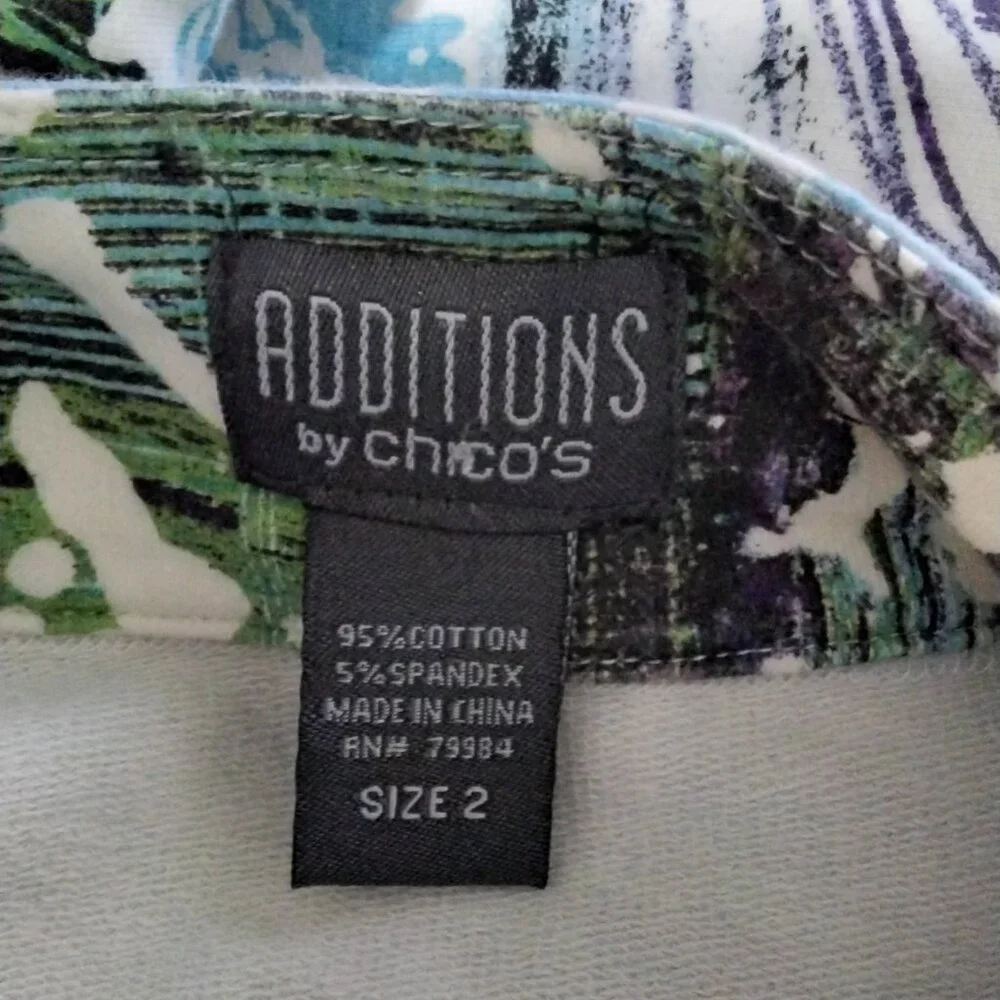 ADDITIONS
by chico's
95% COTTON
5% SPANDEX
MADE IN CHINA
RN# 79984
SIZE 2